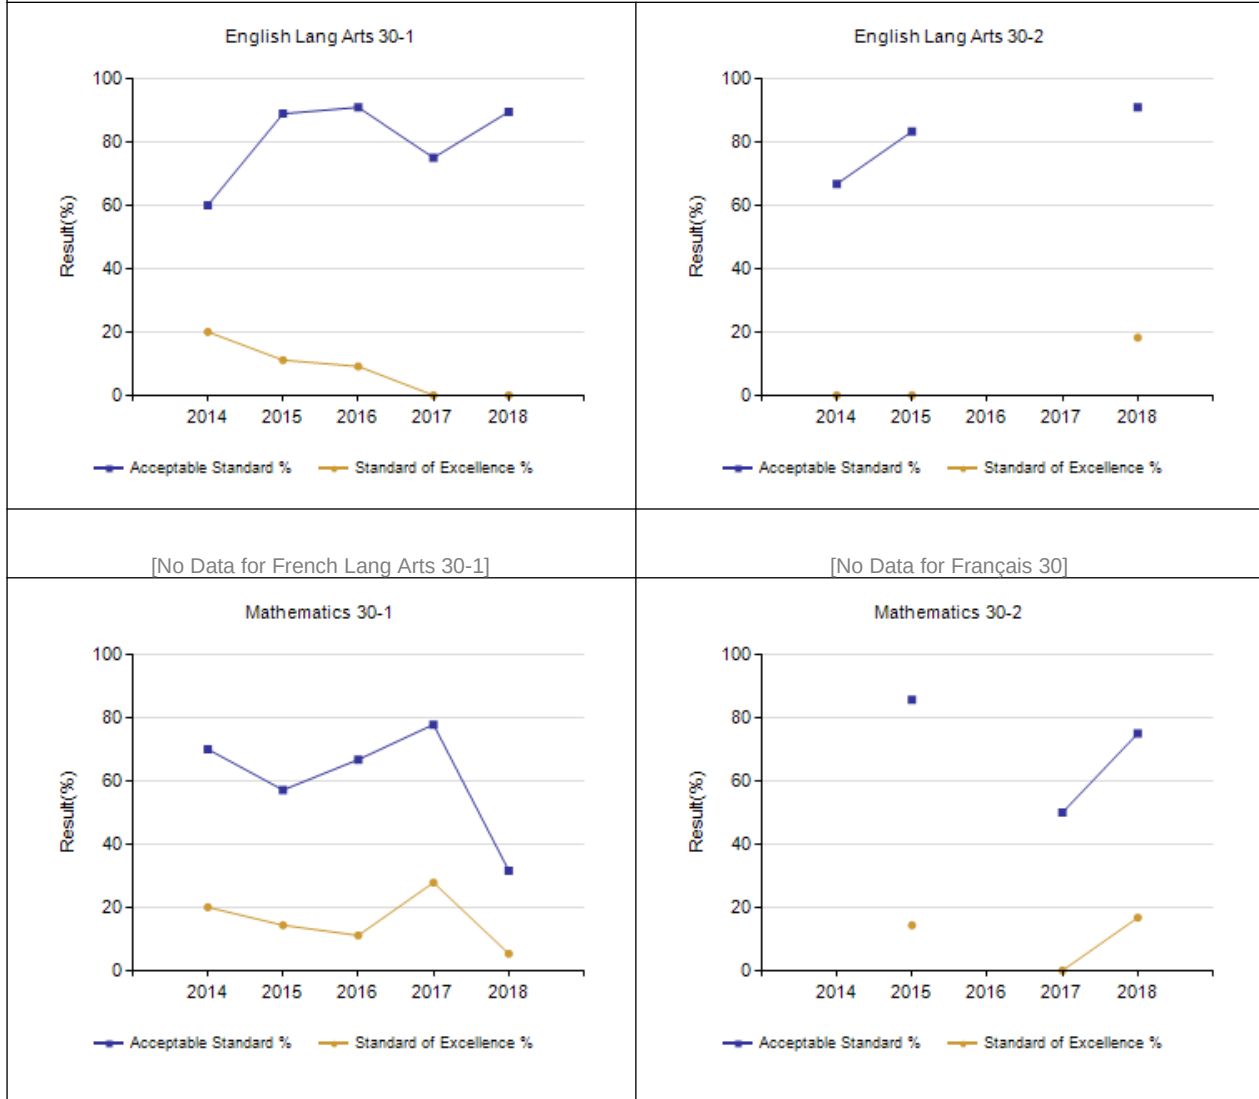 English Lang Arts 30-1
100
80
60
40
20
0
Result(%)
2014 2015 2016 2017 2018
Acceptable Standard % Standard of Excellence %
English Lang Arts 30-2
100
80
60
40
20
0
Result(%)
2014 2015 2016 2017 2018
Acceptable Standard % Standard of Excellence %
[No Data for French Lang Arts 30-1]
[No Data for Français 30]
Mathematics 30-1
100
80
60
40
20
0
Result(%)
2014 2015 2016 2017 2018
Acceptable Standard % Standard of Excellence %
Mathematics 30-2
100
80
60
40
20
0
Result(%)
2014 2015 2016 2017 2018
Acceptable Standard % Standard of Excellence %